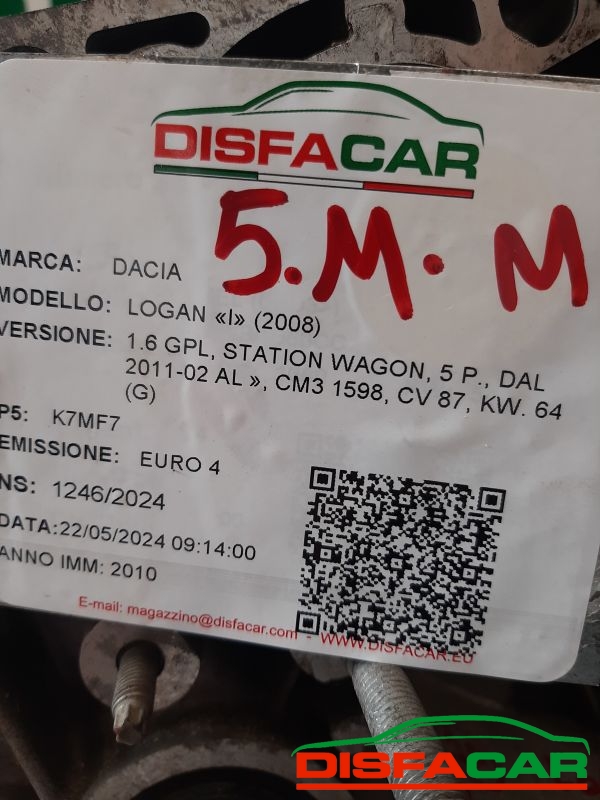 DISFACAR
5.M. M
MARCA: DACIA
MODELLO: LOGAN «I» (2008)
VERSIONE: 1.6 GPL, STATION WAGON, 5 P., DAL
2011-02 AL », CM3 1598, CV 87, KW. 64
(G)
P5: K7MF7
EMISSIONE: EURO 4
NS: 1246/2024
DATA:22/05/2024 09:14:00
ANNO IMM: 2010
E-mail: magazzino@disfacar.com - WWW.DISFACAR.EU
DISFACAR